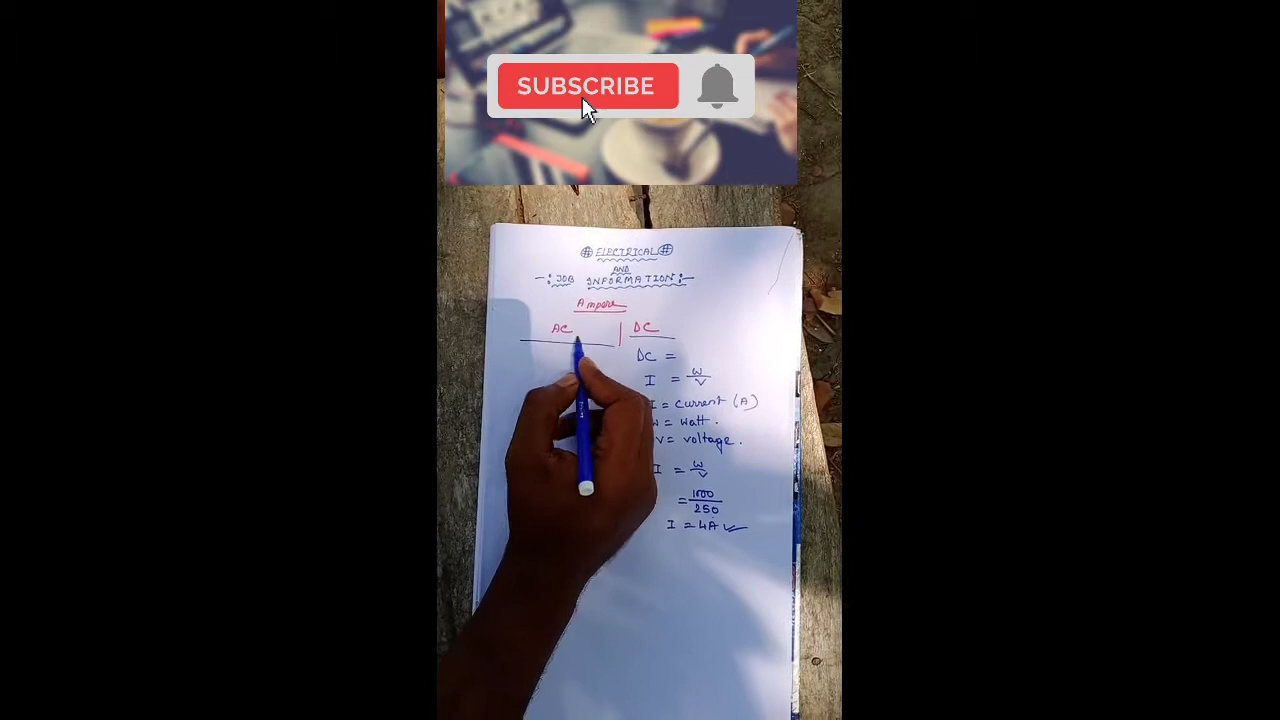 SUBSCRIBE
# ELECTRICAL #
AND
-: JOB INFORMATION :-
Ampere
AC | DC
DC =
I = W/V
I = Current (A)
W = Watt.
V = Voltage.
I = W/V
= 1000/250
I = 4A ✓